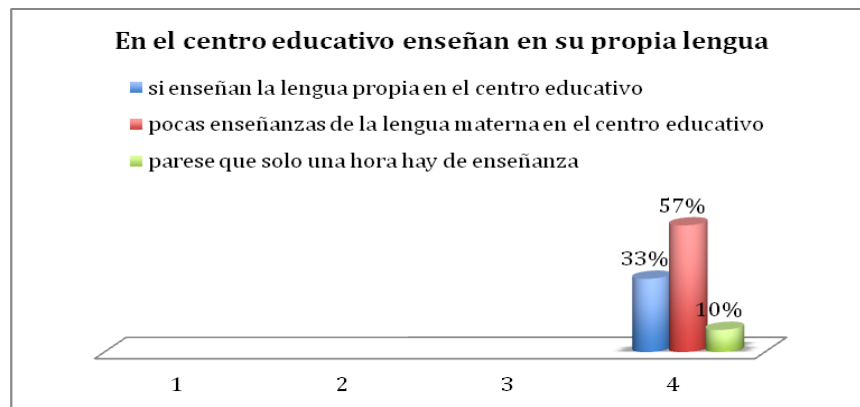 En el centro educativo enseñan en su propia lengua
si enseñan la lengua propia en el centro educativo
pocas enseñanzas de la lengua materna en el centro educativo
parese que solo una hora hay de enseñanza
57%
33%
10%
1 2 3 4